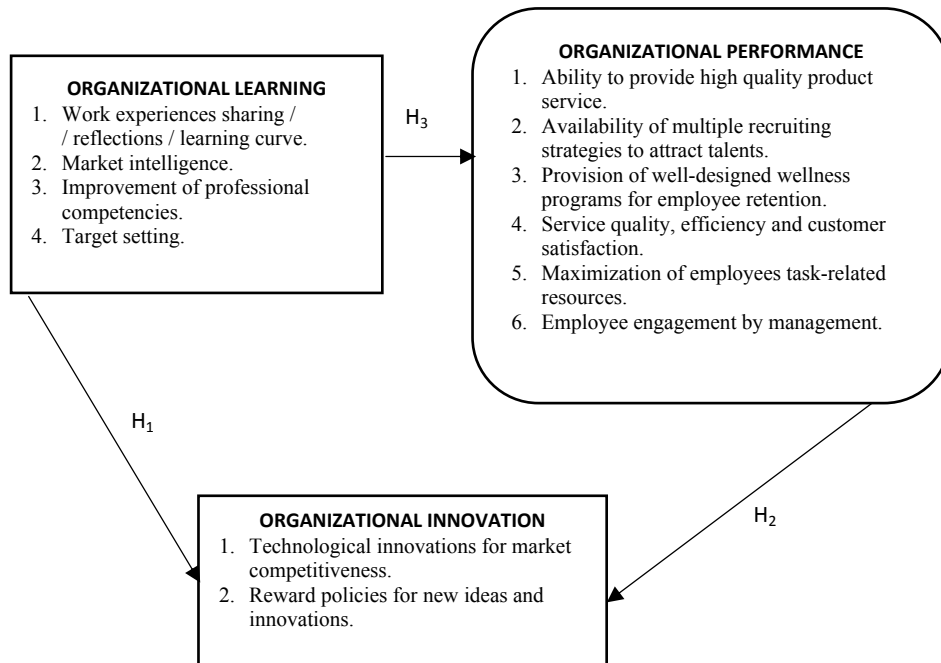 ORGANIZATIONAL LEARNING
1. Work experiences sharing /
/ reflections / learning curve.
2. Market intelligence.
3. Improvement of professional
competencies.
4. Target setting.
H₃
ORGANIZATIONAL PERFORMANCE
1. Ability to provide high quality product
service.
2. Availability of multiple recruiting
strategies to attract talents.
3. Provision of well-designed wellness
programs for employee retention.
4. Service quality, efficiency and customer
satisfaction.
5. Maximization of employees task-related
resources.
6. Employee engagement by management.
H₁
H₂
ORGANIZATIONAL INNOVATION
1. Technological innovations for market
competitiveness.
2. Reward policies for new ideas and
innovations.